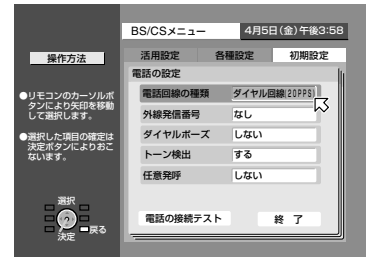 BS/CSメニュー
4月5日(金)午後3:58
操作方法
活用設定 各種設定 初期設定
電話の設定
●リモコンのカーソルボ
タンにより矢印を移動
して選択します。
●選択した項目の確定は
決定ボタンによりおこ
ないます。
電話回線の種類 ダイヤル回線[20PPS]
外線発信番号 なし
ダイヤルポーズ しない
トーン検出 する
任意発呼 しない
選択
戻る
決定
電話の接続テスト 終 了